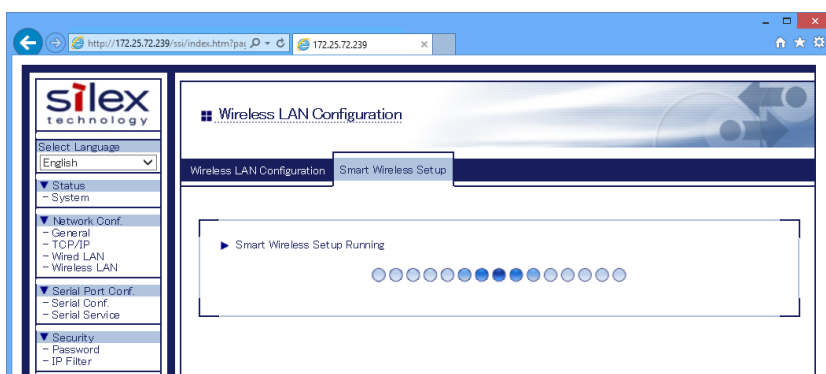 http://172.25.72.239/ssi/index.htm?pag
172.25.72.239
silex
technology
Select Language
English
▼ Status
- System
▼ Network Conf.
- General
- TCP/IP
- Wired LAN
- Wireless LAN
▼ Serial Port Conf.
- Serial Conf.
- Serial Service
▼ Security
- Password
- IP Filter
Wireless LAN Configuration
Wireless LAN Configuration Smart Wireless Setup
Smart Wireless Setup Running